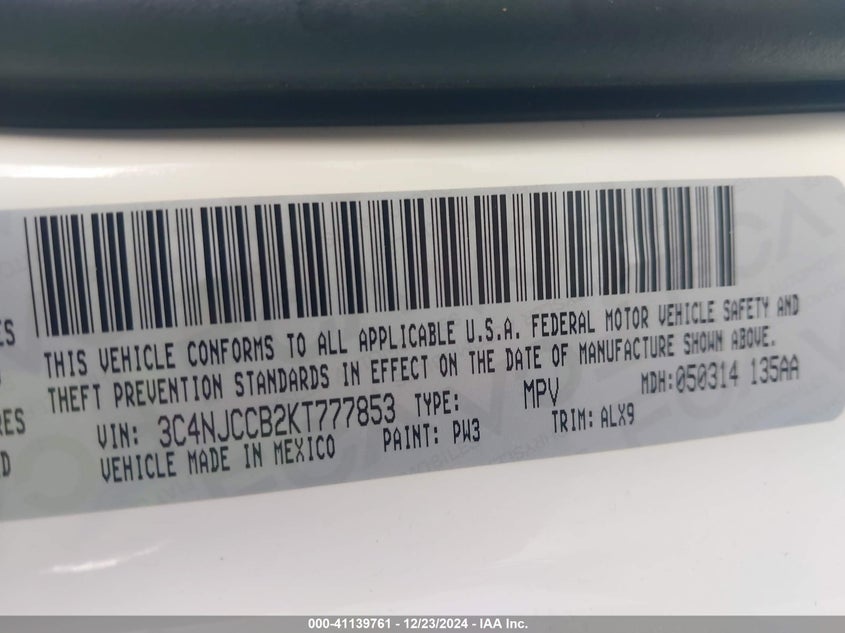 ES
THIS VEHICLE CONFORMS TO ALL APPLICABLE U.S.A. FEDERAL MOTOR VEHICLE SAFETY AND
THEFT PREVENTION STANDARDS IN EFFECT ON THE DATE OF MANUFACTURE SHOWN ABOVE.
RES VIN: 3C4NJCCB2KT777853 TYPE: MPV MDH:050314 135AA
D VEHICLE MADE IN MEXICO PAINT: PW3 TRIM: ALX9
000-41139761 - 12/23/2024 - IAA Inc.